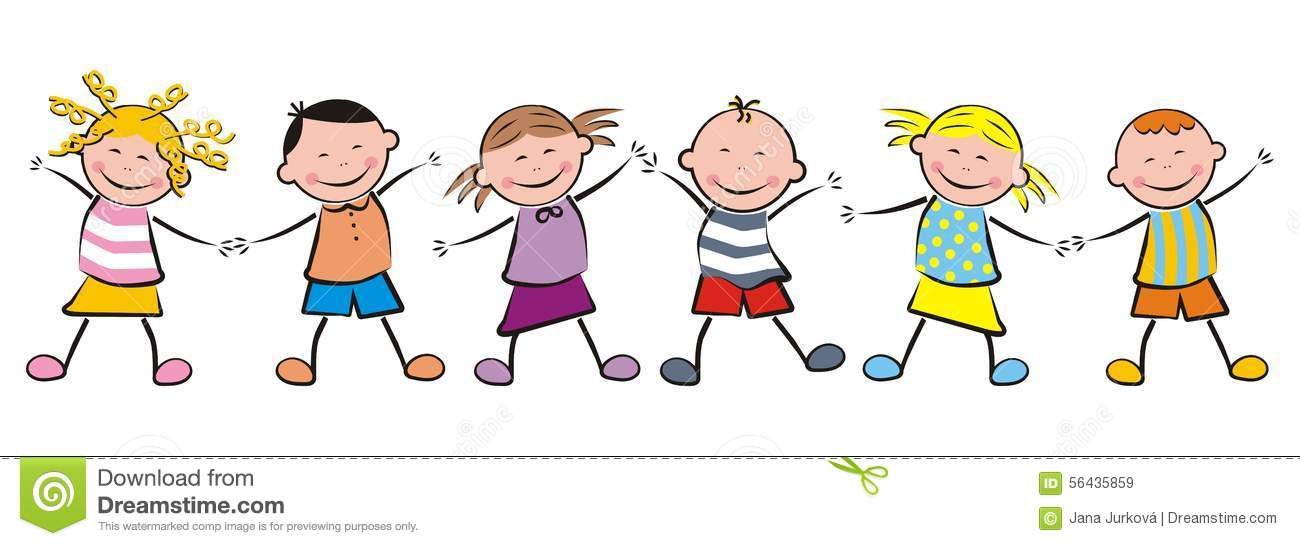 Download from
Dreamstime.com
This watermarked comp image is for previewing purposes only.
ID 56435859
© Jana Jurková | Dreamstime.com